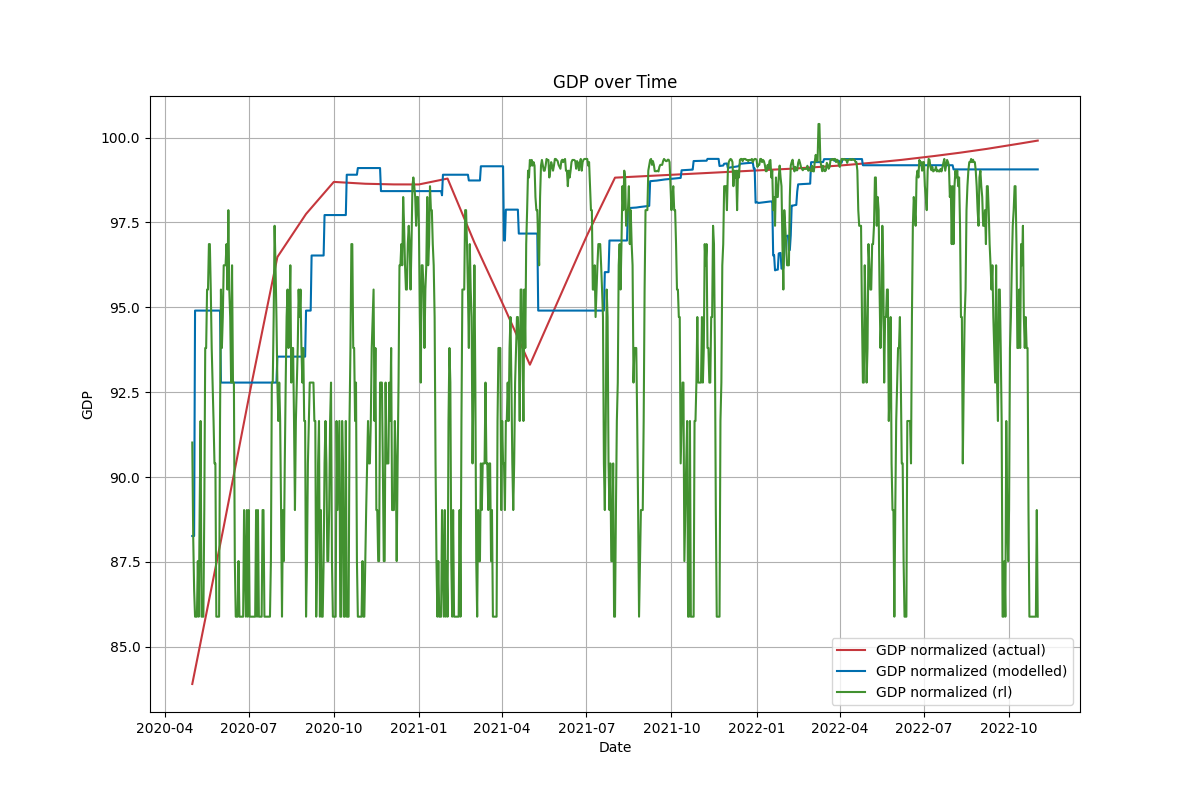 GDP over Time
100.0
97.5
95.0
92.5
90.0
87.5
85.0
GDP
GDP normalized (actual)
GDP normalized (modelled)
GDP normalized (rl)
2020-04 2020-07 2020-10 2021-01 2021-04 2021-07 2021-10 2022-01 2022-04 2022-07 2022-10
Date